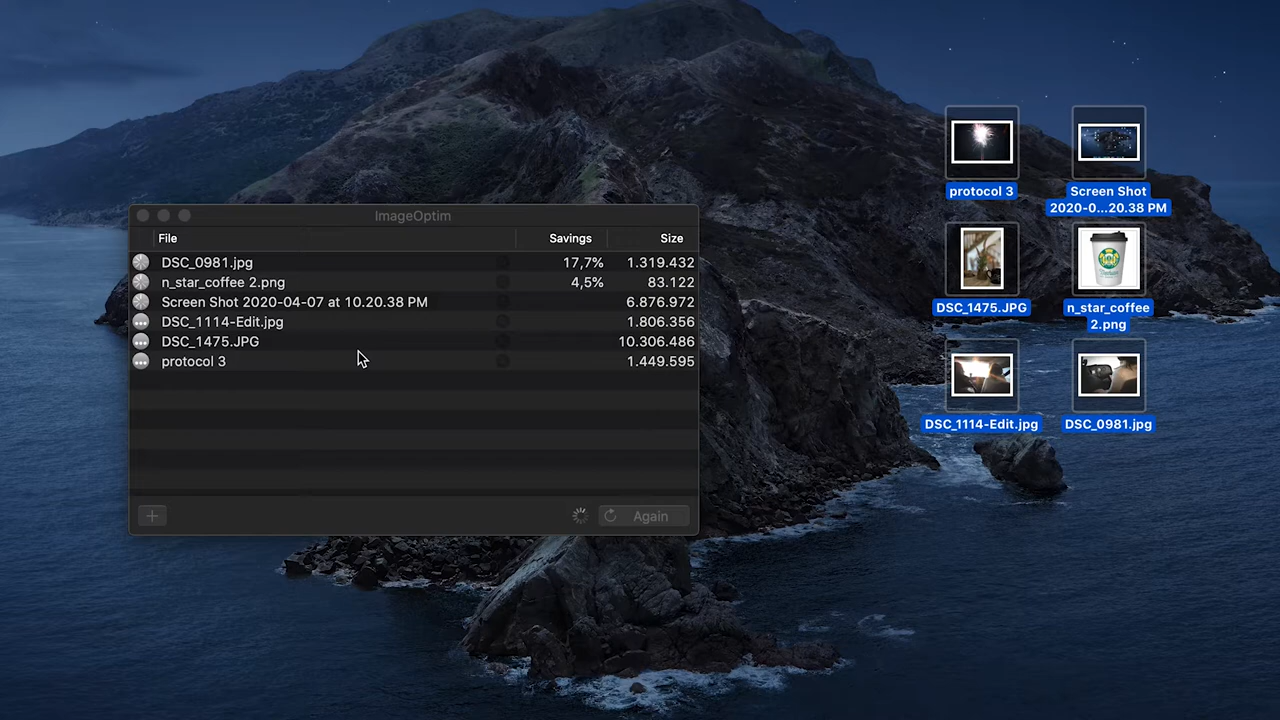 ImageOptim
File Savings Size
DSC_0981.jpg 17,7% 1.319.432
n_star_coffee 2.png 4,5% 83.122
Screen Shot 2020-04-07 at 10.20.38 PM 6.876.972
DSC_1114-Edit.jpg 1.806.356
DSC_1475.JPG 10.306.486
protocol 3 1.449.595
Again
protocol 3
Screen Shot
2020-0...20.38 PM
DSC_1475.JPG
n_star_coffee
2.png
DSC_1114-Edit.jpg
DSC_0981.jpg